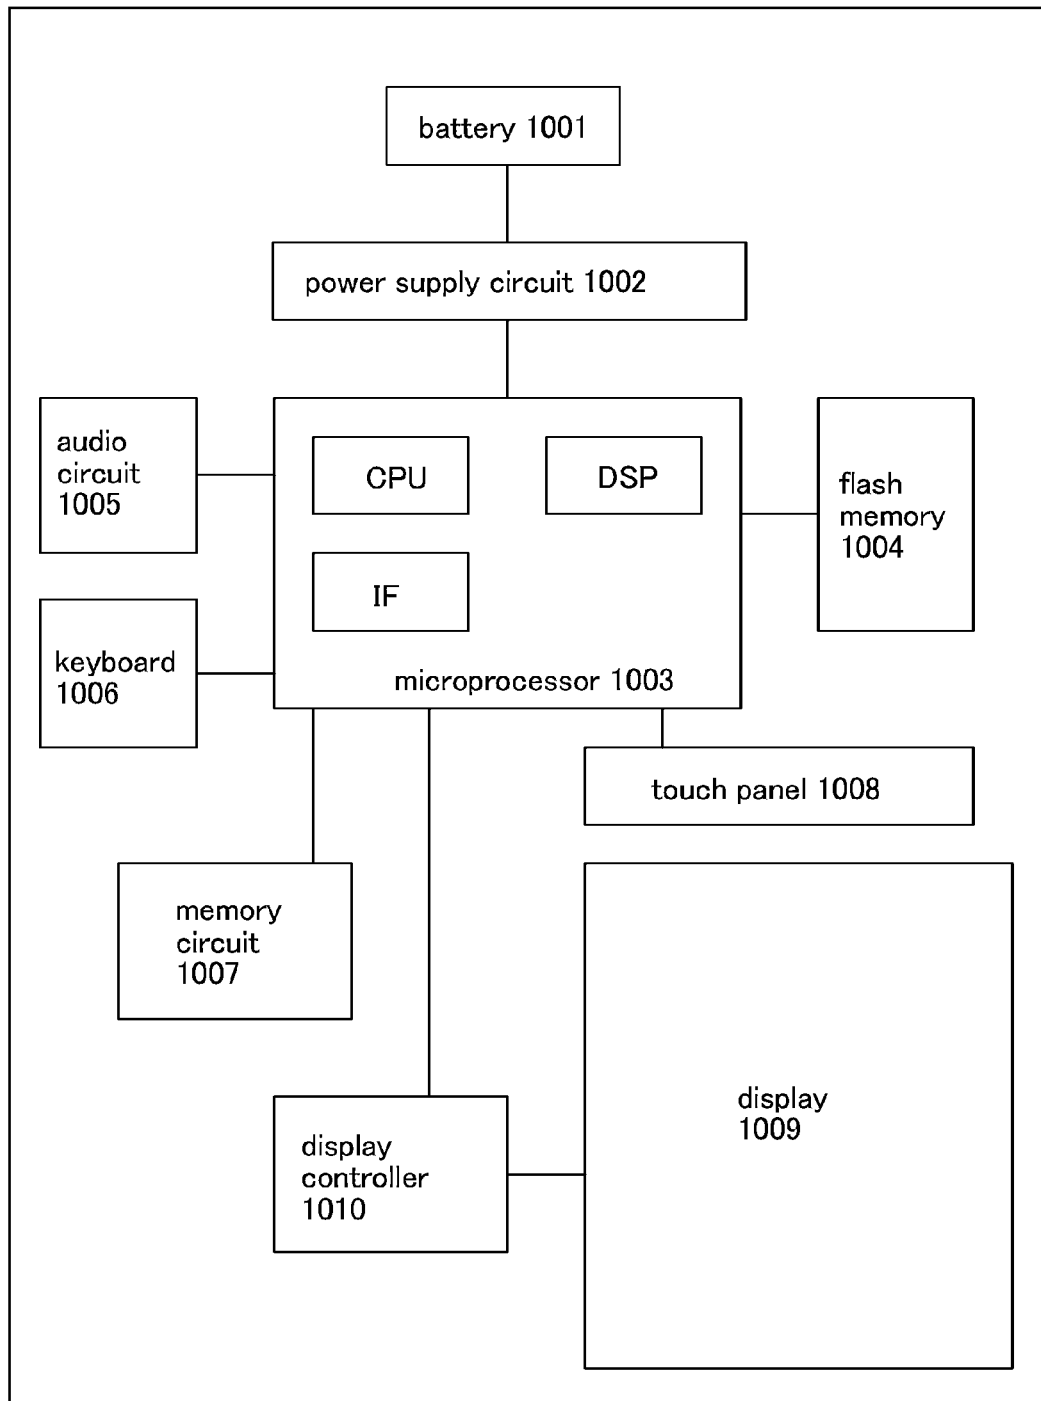 battery 1001
power supply circuit 1002
audio
circuit
1005
CPU
DSP
IF
microprocessor 1003
flash
memory
1004
keyboard
1006
touch panel 1008
memory
circuit
1007
display
controller
1010
display
1009